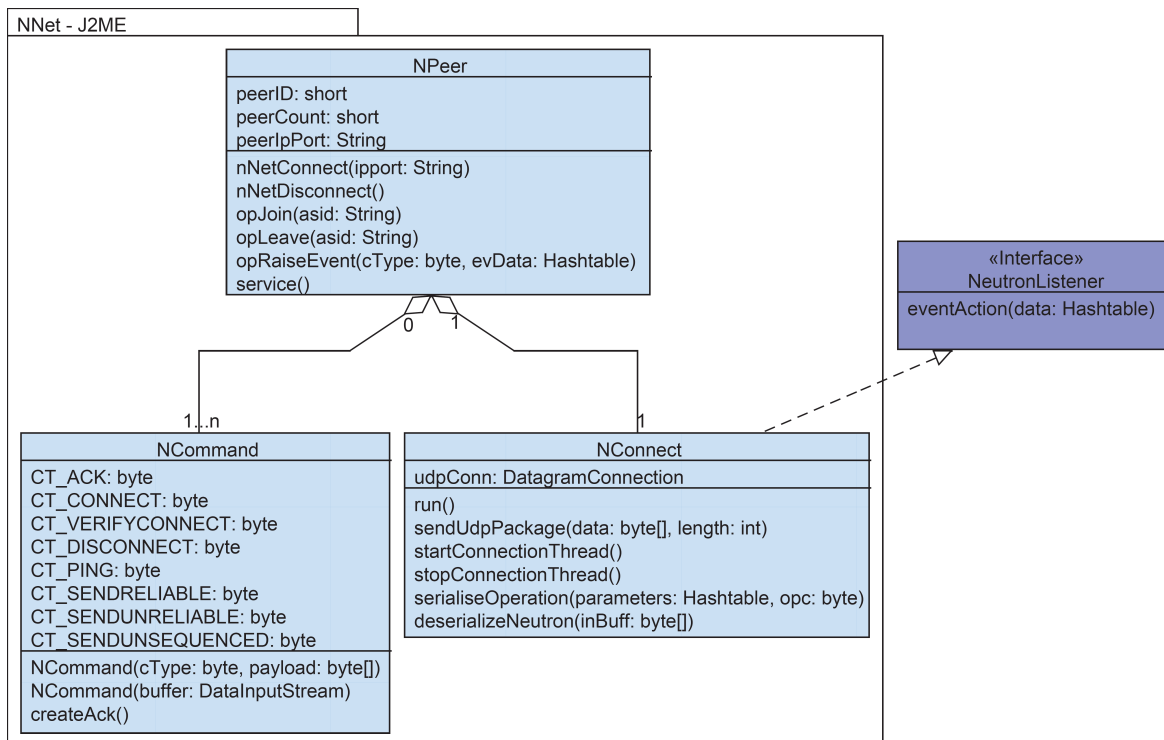 NNet - J2ME
NPeer
peerID: short
peerCount: short
peerIpPort: String
nNetConnect(ipport: String)
nNetDisconnect()
opJoin(asid: String)
opLeave(asid: String)
opRaiseEvent(cType: byte, evData: Hashtable)
service()
0
1
«Interface»
NeutronListener
eventAction(data: Hashtable)
1...n
1
NCommand
CT_ACK: byte
CT_CONNECT: byte
CT_VERIFYCONNECT: byte
CT_DISCONNECT: byte
CT_PING: byte
CT_SENDRELIABLE: byte
CT_SENDUNRELIABLE: byte
CT_SENDUNSEQUENCED: byte
NCommand(cType: byte, payload: byte[])
NCommand(buffer: DataInputStream)
createAck()
NConnect
udpConn: DatagramConnection
run()
sendUdpPackage(data: byte[], length: int)
startConnectionThread()
stopConnectionThread()
serialiseOperation(parameters: Hashtable, opc: byte)
deserializeNeutron(inBuff: byte[])